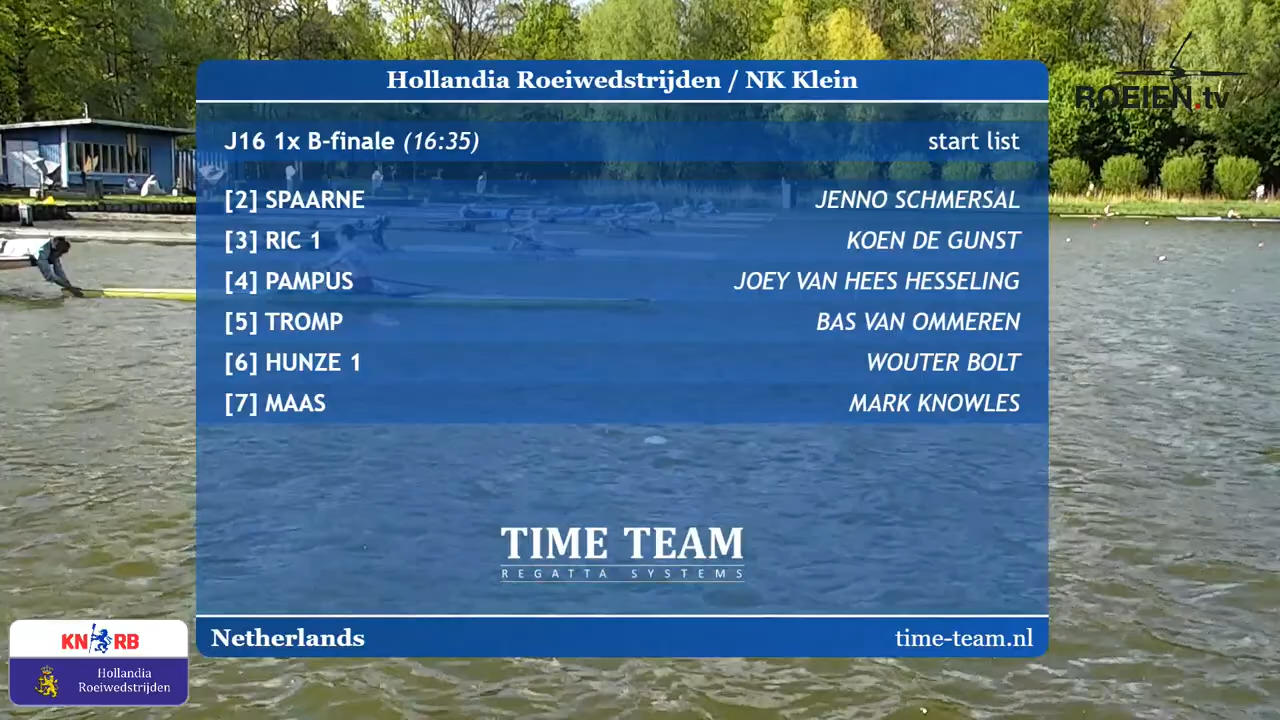 Hollandia Roeiwedstrijden / NK Klein
ROEIEN.tv
J16 1x B-finale (16:35) start list
[2] SPAARNE JENNO SCHMERSAL
[3] RIC 1 KOEN DE GUNST
[4] PAMPUS JOEY VAN HEES HESSELING
[5] TROMP BAS VAN OMMEREN
[6] HUNZE 1 WOUTER BOLT
[7] MAAS MARK KNOWLES
TIME TEAM
REGATTA SYSTEMS
Netherlands time-team.nl
KNRB
Hollandia
Roeiwedstrijden